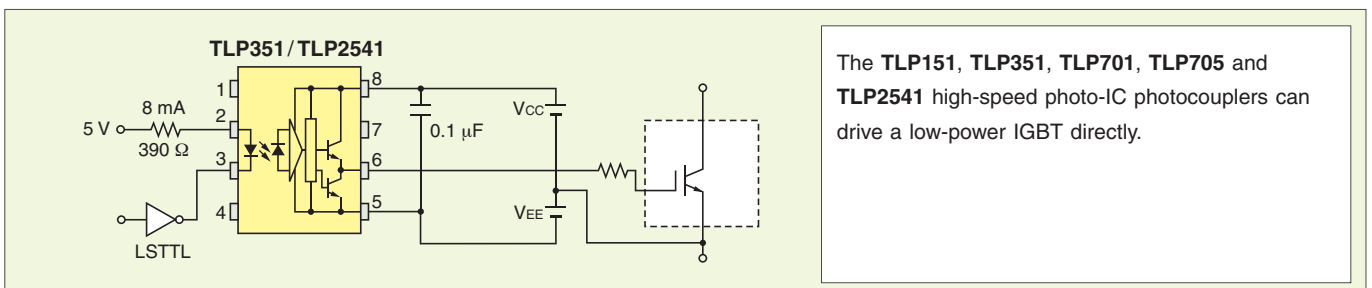 TLP351 / TLP2541
1
2
3
4
8
7
6
5
8 mA
5 V
390 Ω
LSTTL
0.1 μF
VCC
VEE
The TLP151, TLP351, TLP701, TLP705 and
TLP2541 high-speed photo-IC photocouplers can
drive a low-power IGBT directly.